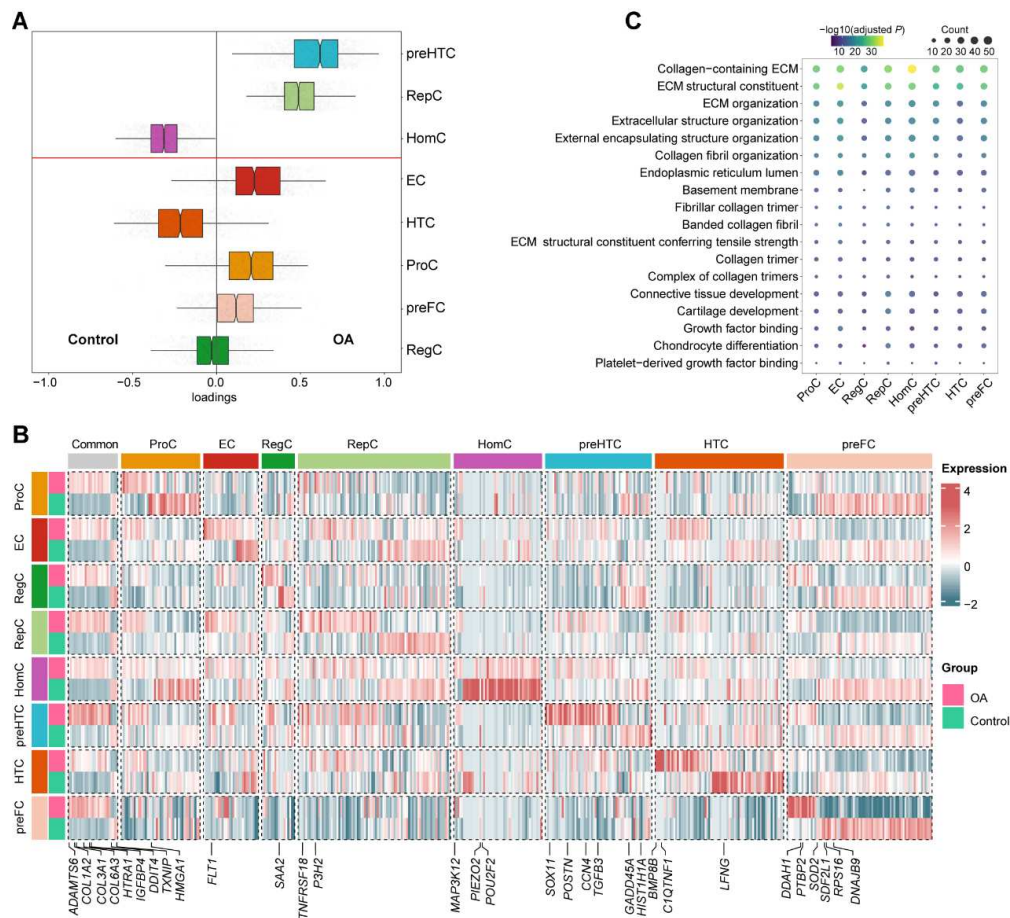 A
preHTC
RepC
HomC
EC
HTC
ProC
preFC
RegC
Control
OA
−1.0
−0.5
0.0
0.5
1.0
loadings
C
−log10(adjusted P)
10 20 30
Count
10 20 30 40 50
Collagen-containing ECM
ECM structural constituent
ECM organization
Extracellular structure organization
External encapsulating structure organization
Collagen fibril organization
Endoplasmic reticulum lumen
Basement membrane
Fibrillar collagen trimer
Banded collagen fibril
ECM structural constituent conferring tensile strength
Collagen trimer
Complex of collagen trimers
Connective tissue development
Cartilage development
Growth factor binding
Chondrocyte differentiation
Platelet-derived growth factor binding
ProC
EC
RegC
RepC
HomC
preHTC
HTC
preFC
B
Common
ProC
EC
RegC
RepC
HomC
preHTC
HTC
preFC
ProC
EC
RegC
RepC
HomC
preHTC
HTC
preFC
Expression
4
2
0
−2
Group
OA
Control
ADAMTS6
COL1A2
COL3A1
COL6A3
HTRA1
IGFBP4
DDIT4
TXNIP
HMGA1
FLT1
SAA2
TNFRSF18
P3H2
MAP3K12
PIEZO2
POU2F2
SOX11
POSTN
CCN4
TGFB3
GADD45A
HIST1H1A
BMP8B
C1QTNF1
LFNG
DDAH1
PTBP2
SOD2
SDF2L1
RPS16
DNAJB9